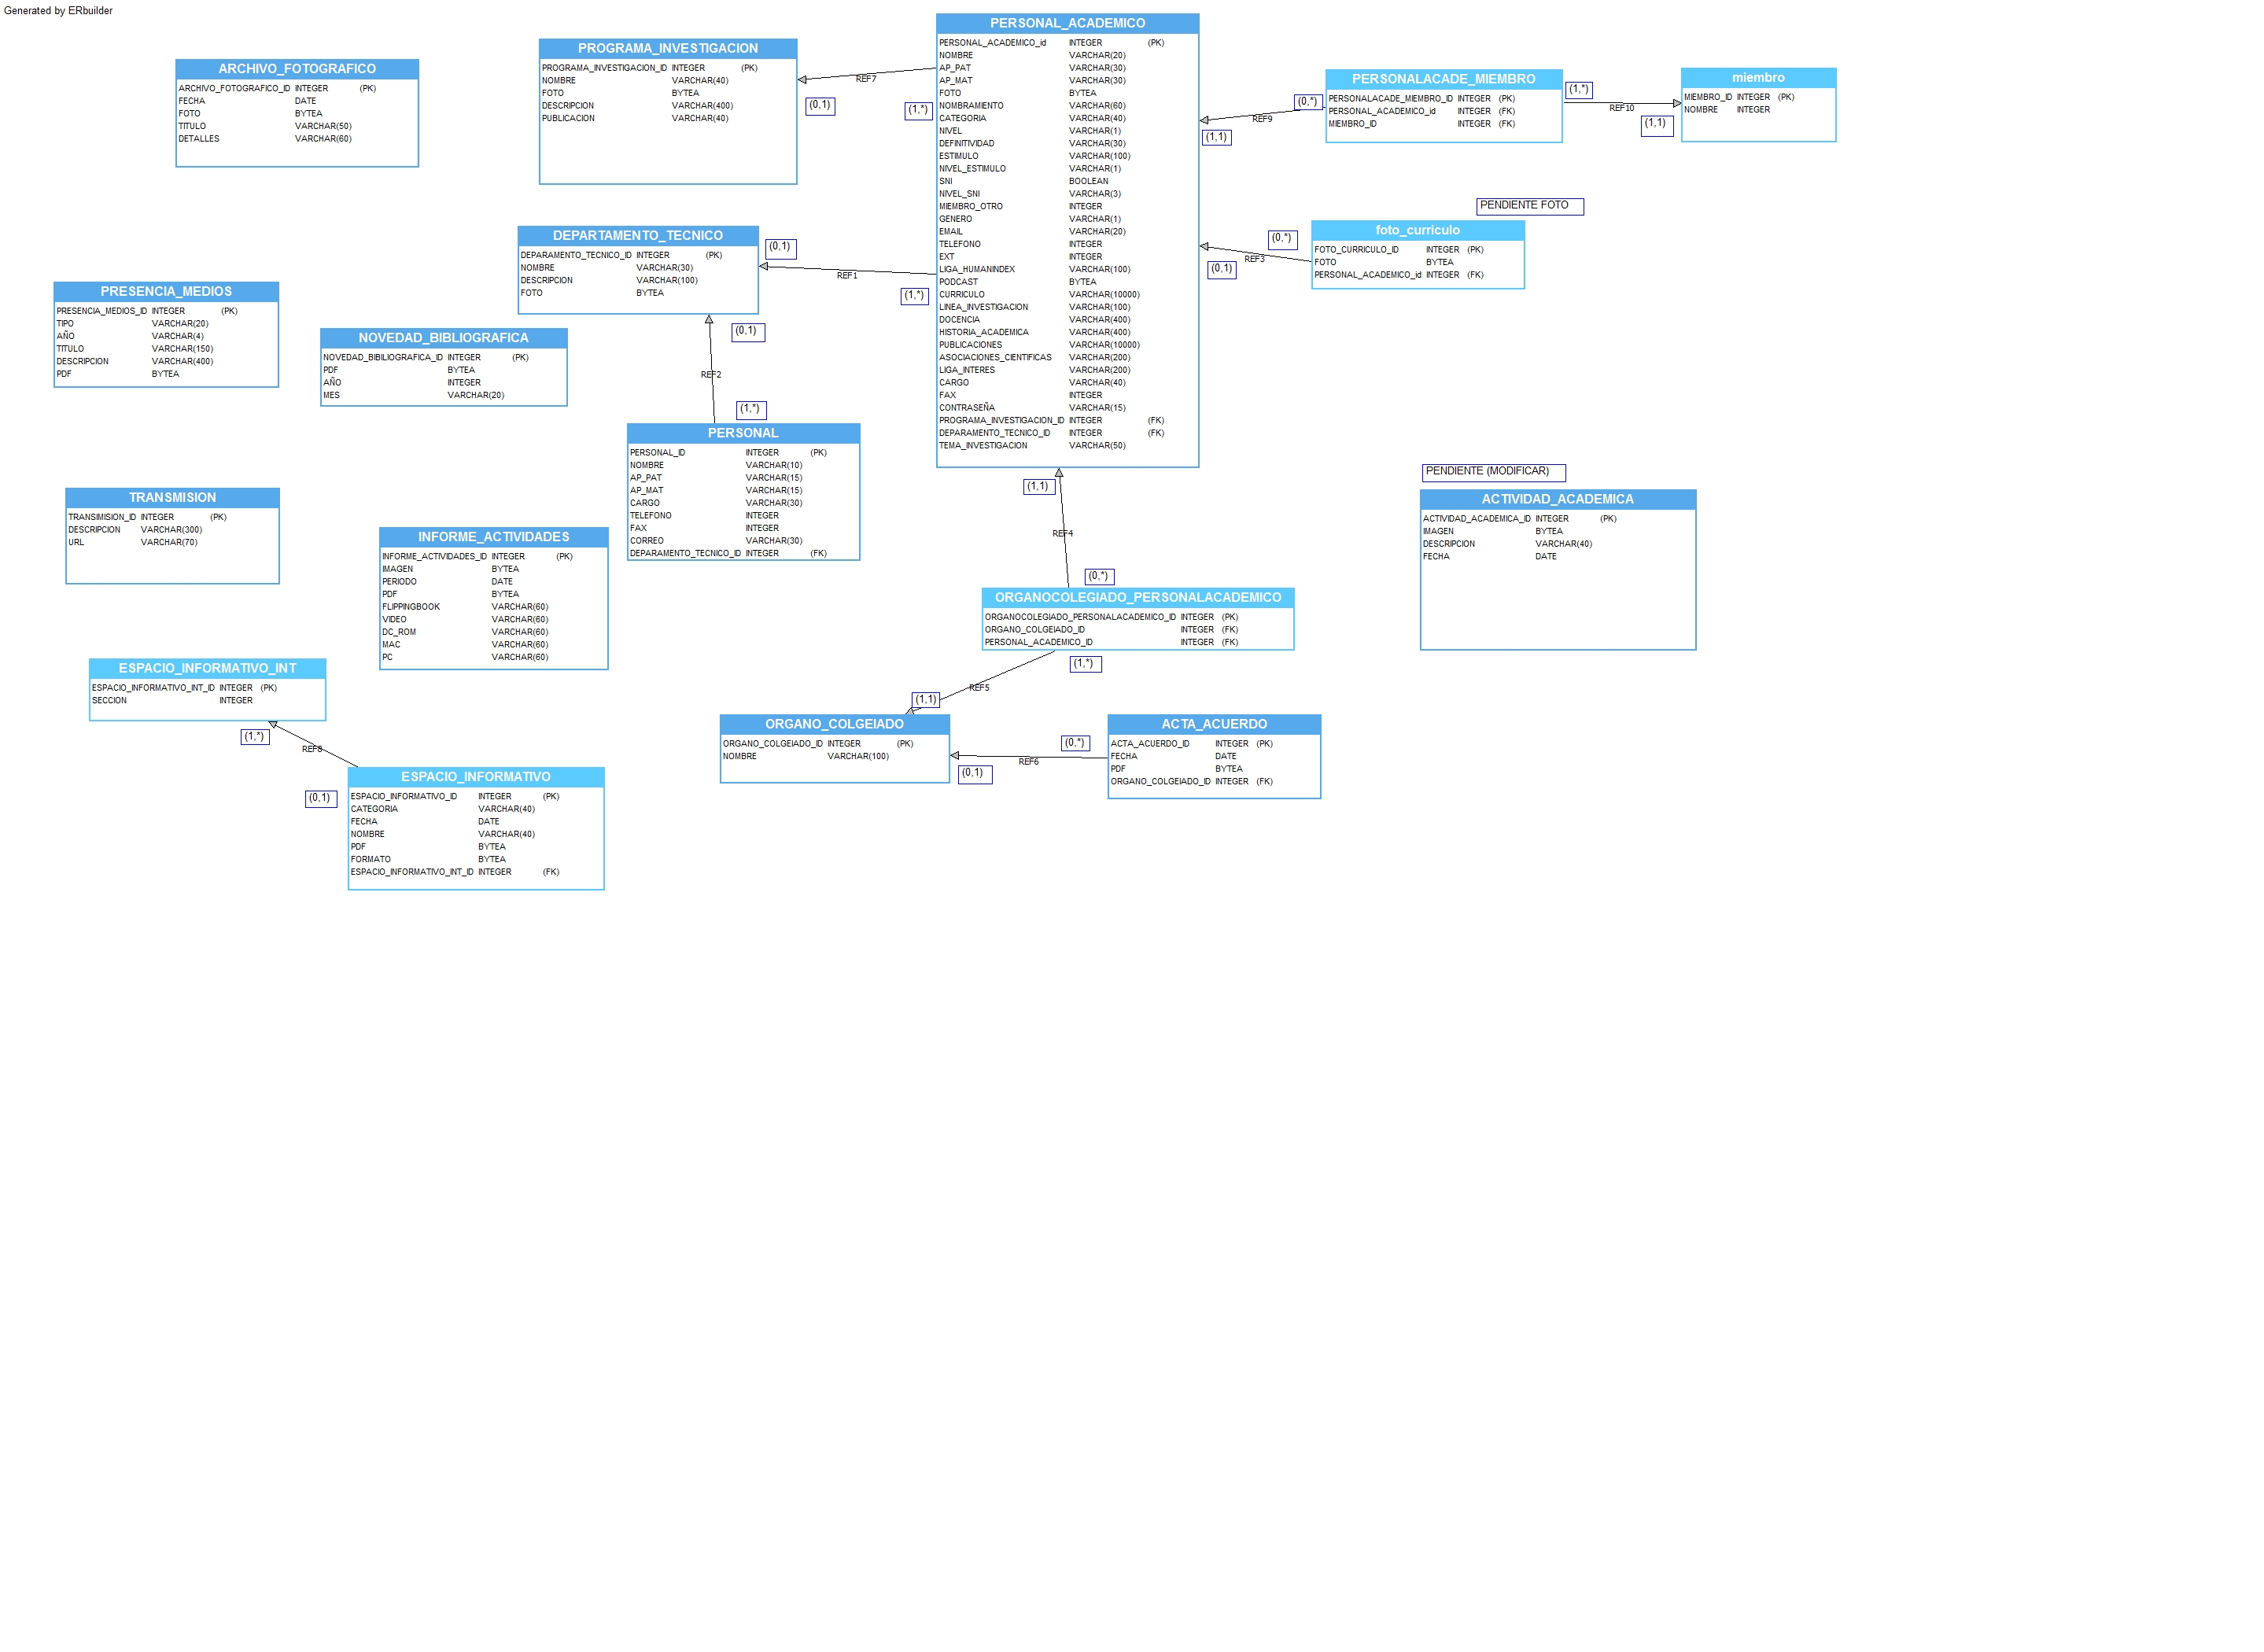 Generated by ERbuilder
ARCHIVO_FOTOGRAFICO
ARCHIVO_FOTOGRAFICO_ID INTEGER (PK)
FECHA DATE
FOTO BYTEA
TITULO VARCHAR(50)
DETALLES VARCHAR(60)
PROGRAMA_INVESTIGACION
PROGRAMA_INVESTIGACION_ID INTEGER (PK)
NOMBRE VARCHAR(40)
FOTO BYTEA
DESCRIPCION VARCHAR(400)
PUBLICACION VARCHAR(40)
REF7
(0,1)
(1,*)
PERSONAL_ACADEMICO
PERSONAL_ACADEMICO_id INTEGER (PK)
NOMBRE VARCHAR(20)
AP_PAT VARCHAR(30)
AP_MAT VARCHAR(30)
FOTO BYTEA
NOMBRAMIENTO VARCHAR(60)
CATEGORIA VARCHAR(40)
NIVEL VARCHAR(1)
DEFINITIVIDAD VARCHAR(30)
ESTIMULO VARCHAR(100)
NIVEL_ESTIMULO VARCHAR(1)
SNI BOOLEAN
NIVEL_SNI VARCHAR(3)
MIEMBRO_OTRO INTEGER
GENERO VARCHAR(1)
EMAIL VARCHAR(20)
TELEFONO INTEGER
EXT INTEGER
LIGA_HUMANINDEX VARCHAR(100)
PODCAST BYTEA
CURRICULO VARCHAR(10000)
LINEA_INVESTIGACION VARCHAR(100)
DOCENCIA VARCHAR(400)
HISTORIA_ACADEMICA VARCHAR(400)
PUBLICACIONES VARCHAR(10000)
ASOCIACIONES_CIENTIFICAS VARCHAR(200)
LIGA_INTERES VARCHAR(200)
CARGO VARCHAR(40)
FAX INTEGER
CONTRASEÑA VARCHAR(15)
PROGRAMA_INVESTIGACION_ID INTEGER (FK)
DEPARAMENTO_TECNICO_ID INTEGER (FK)
TEMA_INVESTIGACION VARCHAR(50)
(0,*)
REF9
(1,1)
PERSONALACADE_MIEMBRO
PERSONALACADE_MIEMBRO_ID INTEGER (PK)
PERSONAL_ACADEMICO_id INTEGER (FK)
MIEMBRO_ID INTEGER (FK)
(1,*)
REF10
(1,1)
miembro
MIEMBRO_ID INTEGER (PK)
NOMBRE INTEGER
PENDIENTE FOTO
foto_curriculo
FOTO_CURRICULO_ID INTEGER (PK)
FOTO BYTEA
PERSONAL_ACADEMICO_id INTEGER (FK)
(0,*)
REF3
(0,1)
DEPARTAMENTO_TECNICO
DEPARAMENTO_TECNICO_ID INTEGER (PK)
NOMBRE VARCHAR(30)
DESCRIPCION VARCHAR(100)
FOTO BYTEA
(0,1)
REF1
(1,*)
(0,1)
REF2
(1,*)
PRESENCIA_MEDIOS
PRESENCIA_MEDIOS_ID INTEGER (PK)
TIPO VARCHAR(20)
AÑO VARCHAR(4)
TITULO VARCHAR(150)
DESCRIPCION VARCHAR(400)
PDF BYTEA
NOVEDAD_BIBLIOGRAFICA
NOVEDAD_BIBILIOGRAFICA_ID INTEGER (PK)
PDF BYTEA
AÑO INTEGER
MES VARCHAR(20)
PERSONAL
PERSONAL_ID INTEGER (PK)
NOMBRE VARCHAR(10)
AP_PAT VARCHAR(15)
AP_MAT VARCHAR(15)
CARGO VARCHAR(30)
TELEFONO INTEGER
FAX INTEGER
CORREO VARCHAR(30)
DEPARAMENTO_TECNICO_ID INTEGER (FK)
TRANSMISION
TRANSIMISION_ID INTEGER (PK)
DESCRIPCION VARCHAR(300)
URL VARCHAR(70)
INFORME_ACTIVIDADES
INFORME_ACTIVIDADES_ID INTEGER (PK)
IMAGEN BYTEA
PERIODO DATE
PDF BYTEA
FLIPPINGBOOK VARCHAR(60)
VIDEO VARCHAR(60)
DC_ROM VARCHAR(60)
MAC VARCHAR(60)
PC VARCHAR(60)
PENDIENTE (MODIFICAR)
ACTIVIDAD_ACADEMICA
ACTIVIDAD_ACADEMICA_ID INTEGER (PK)
IMAGEN BYTEA
DESCRIPCION VARCHAR(40)
FECHA DATE
(1,1)
REF4
(0,*)
ORGANOCOLEGIADO_PERSONALACADEMICO
ORGANOCOLEGIADO_PERSONALACADEMICO_ID INTEGER (PK)
ORGANO_COLGEIADO_ID INTEGER (FK)
PERSONAL_ACADEMICO_ID INTEGER (FK)
(1,*)
REF5
(1,1)
ORGANO_COLGEIADO
ORGANO_COLGEIADO_ID INTEGER (PK)
NOMBRE VARCHAR(100)
(0,*)
REF6
(0,1)
ACTA_ACUERDO
ACTA_ACUERDO_ID INTEGER (PK)
FECHA DATE
PDF BYTEA
ORGANO_COLGEIADO_ID INTEGER (FK)
ESPACIO_INFORMATIVO_INT
ESPACIO_INFORMATIVO_INT_ID INTEGER (PK)
SECCION INTEGER
(1,*)
REF8
(0,1)
ESPACIO_INFORMATIVO
ESPACIO_INFORMATIVO_ID INTEGER (PK)
CATEGORIA VARCHAR(40)
FECHA DATE
NOMBRE VARCHAR(40)
PDF BYTEA
FORMATO BYTEA
ESPACIO_INFORMATIVO_INT_ID INTEGER (FK)